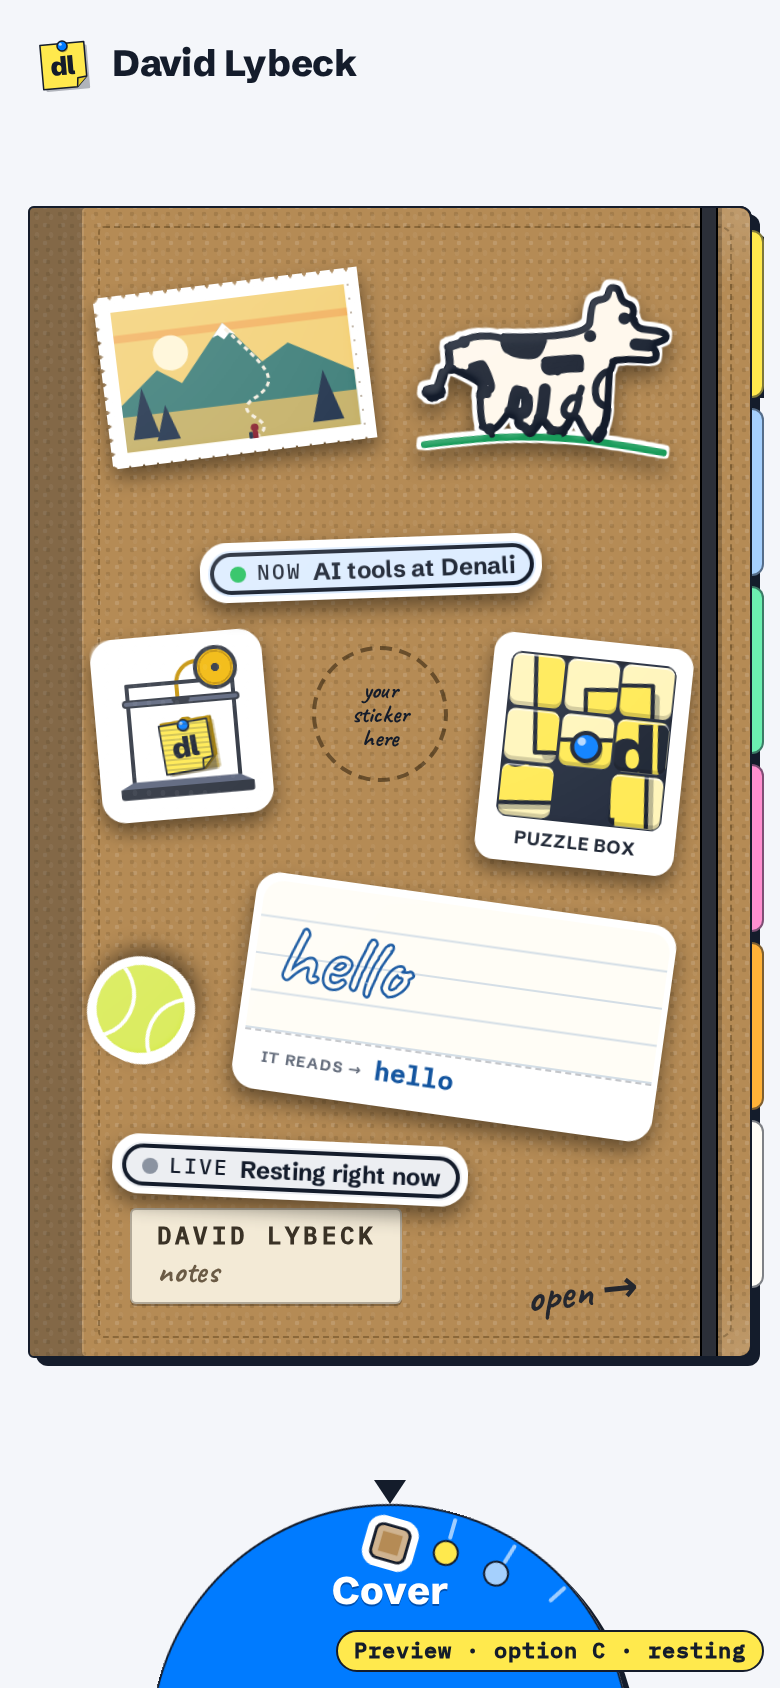 dl
David Lybeck
NOW AI tools at Denali
dl
your
sticker
here
d
PUZZLE BOX
hello
IT READS → hello
LIVE Resting right now
DAVID LYBECK
notes
open →
Cover
Preview · option C · resting